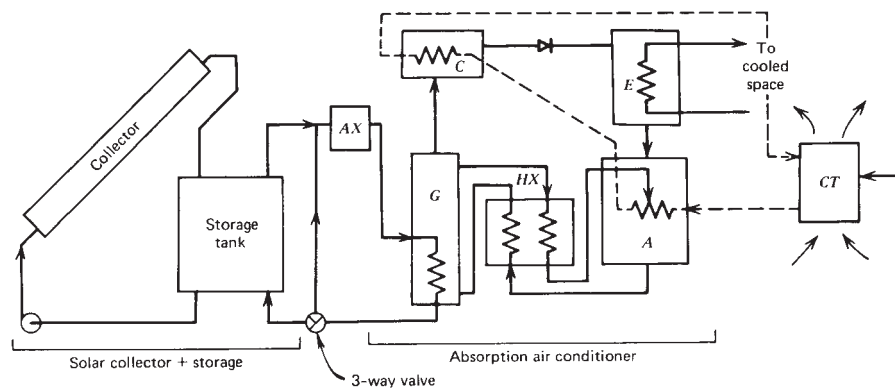 C
E
To
cooled
space
Collector
AX
G
HX
CT
Storage
tank
A
Solar collector + storage
Absorption air conditioner
3-way valve